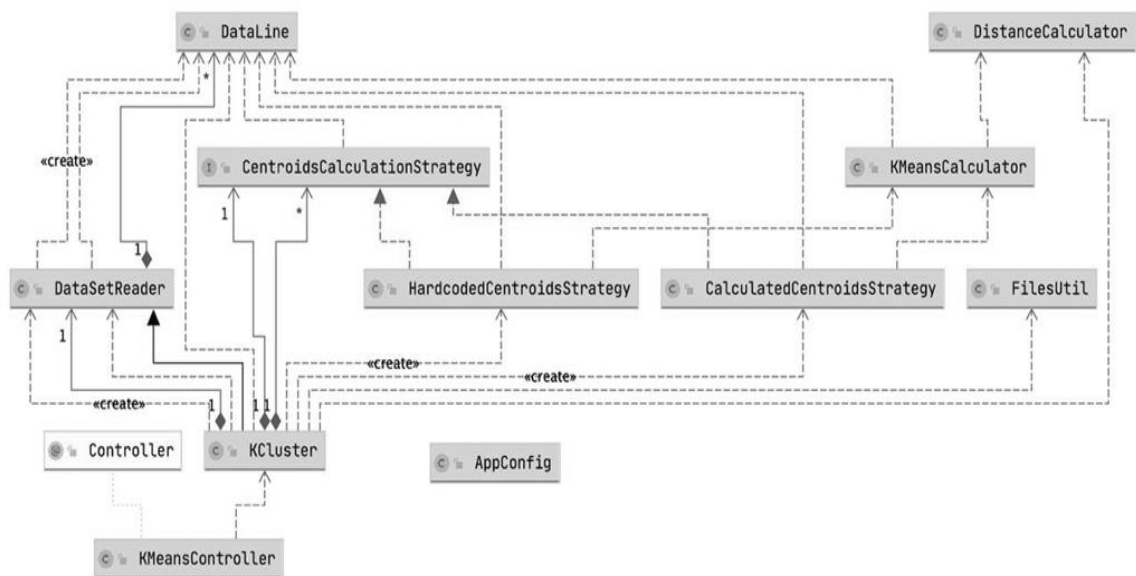 C DataLine
C DistanceCalculator
*
«create»
I CentroidsCalculationStrategy
C KMeansCalculator
1
*
1
C DataSetReader
C HardcodedCentroidsStrategy
C CalculatedCentroidsStrategy
C FilesUtil
1
«create»
«create»
«create»
1
1
1
@ Controller
C KCluster
C AppConfig
C KMeansController